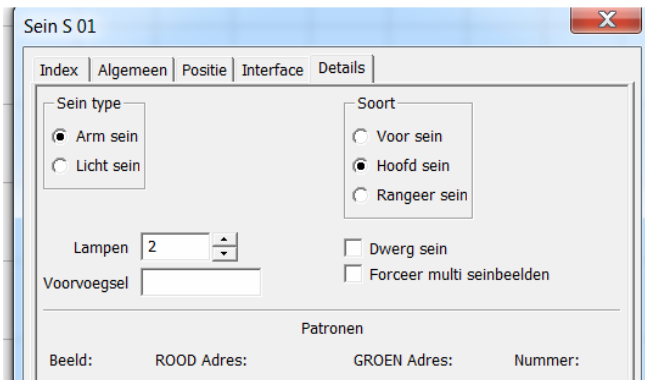 Sein S 01
Index Algemeen Positie Interface Details
Sein type
Arm sein
Licht sein
Soort
Voor sein
Hoofd sein
Rangeer sein
Lampen 2
Voorvoegsel
Dwerg sein
Forceer multi seinbeelden
Patronen
Beeld: ROOD Adres: GROEN Adres: Nummer: